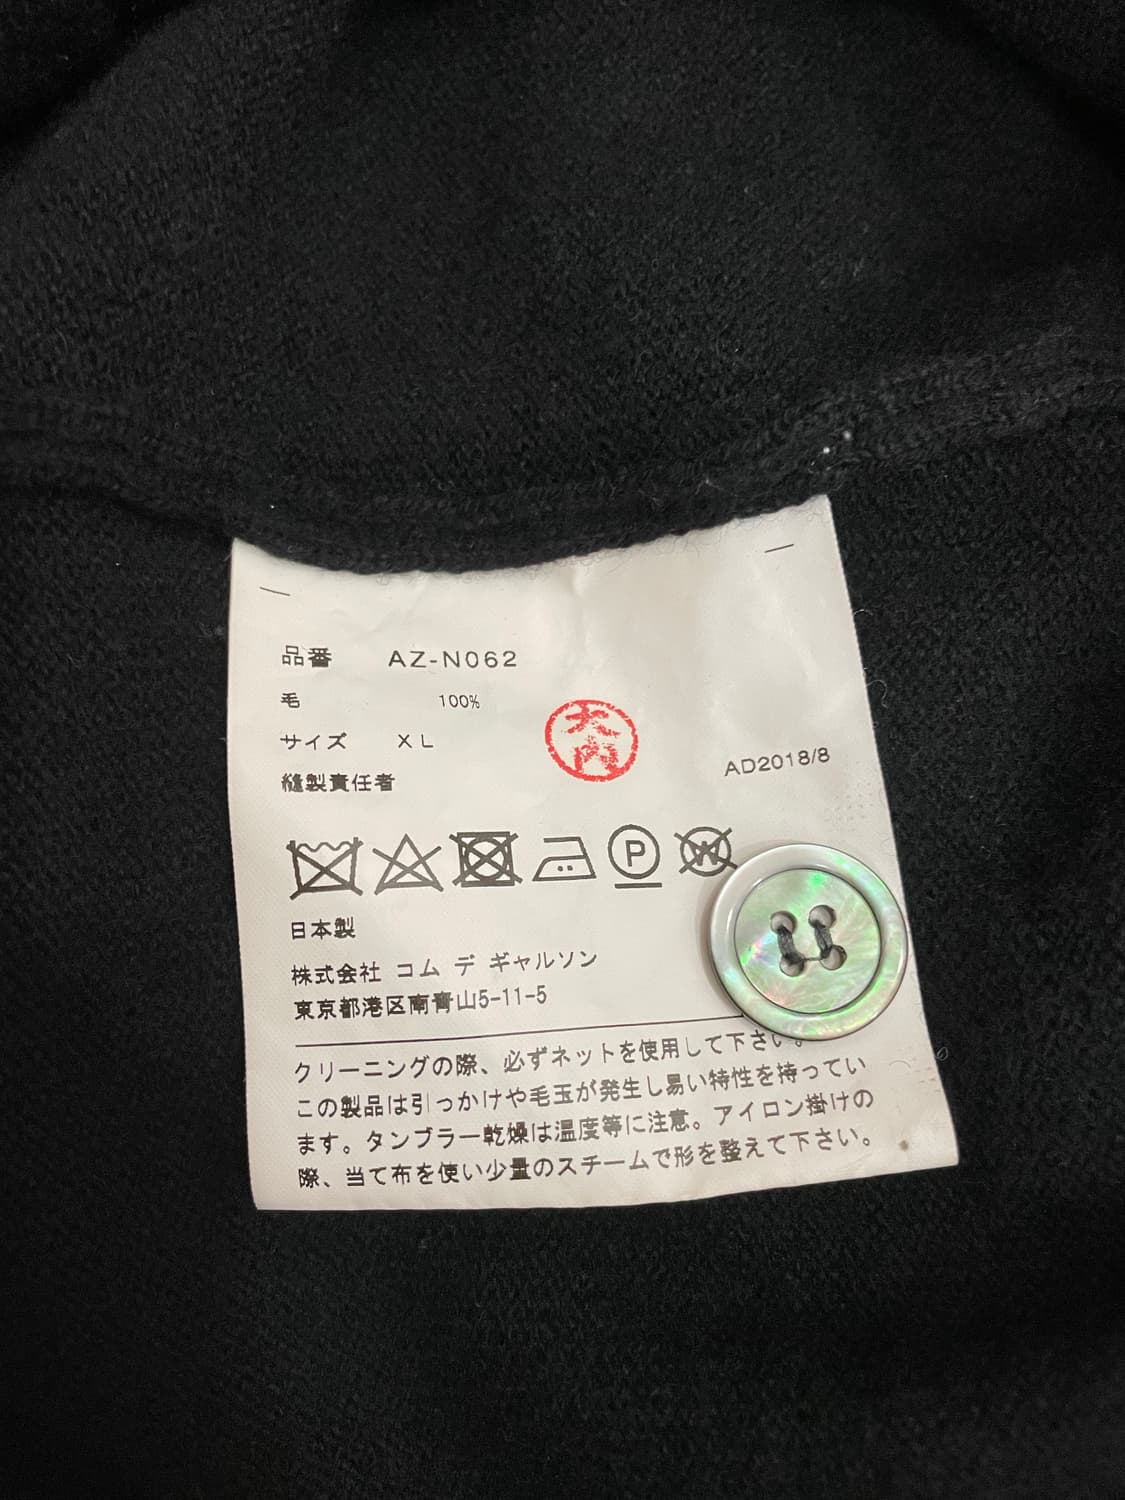 品番 AZ-N062
毛 100%
サイズ XL
縫製責任者
大内
AD2018/8
P
W
日本製
株式会社 コム デ ギャルソン
東京都港区南青山5-11-5
クリーニングの際、必ずネットを使用して下さい。
この製品は引っかけや毛玉が発生し易い特性を持ってい
ます。タンブラー乾燥は温度等に注意。アイロン掛けの
際、当て布を使い少量のスチームで形を整えて下さい。